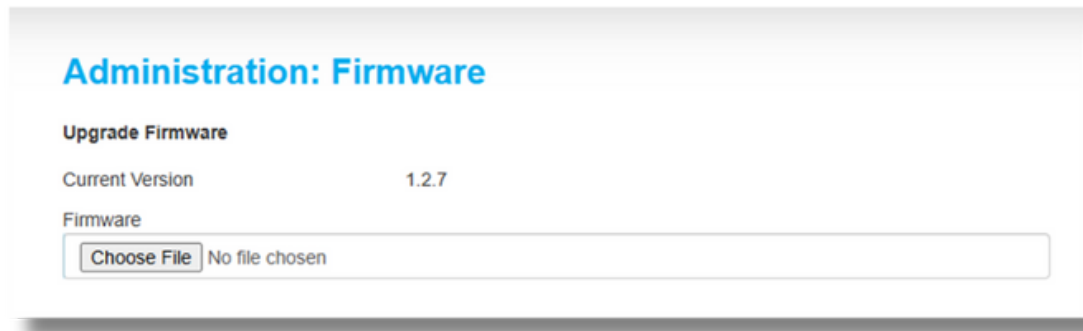 Administration: Firmware
Upgrade Firmware
Current Version 1.2.7
Firmware
Choose File No file chosen